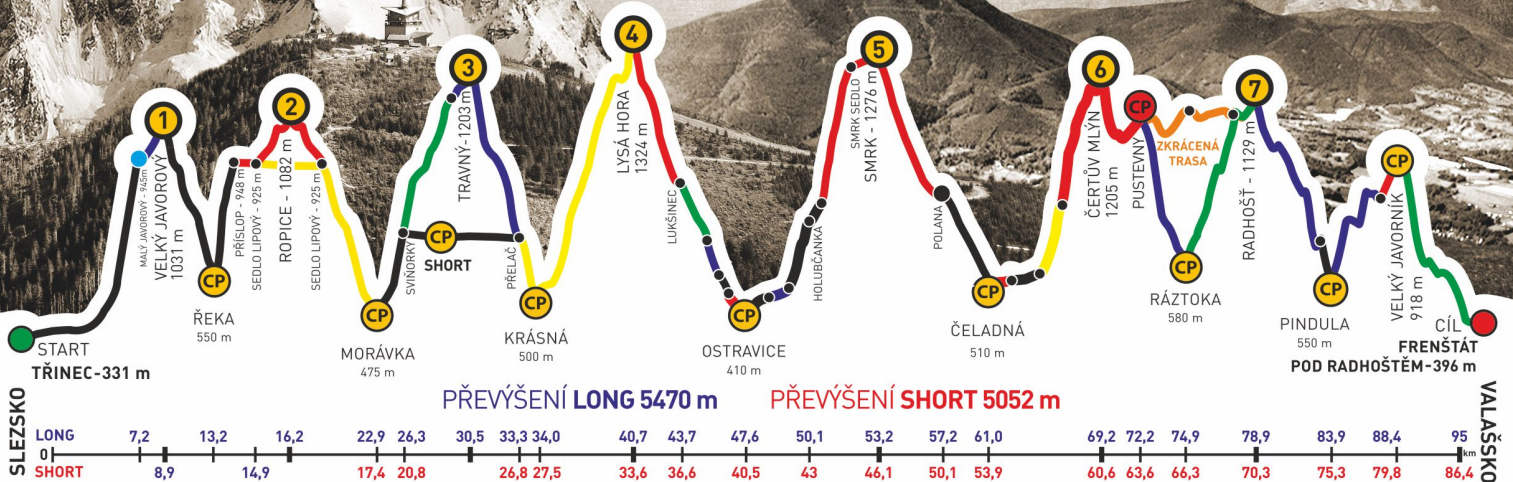 1
2
3
4
5
6
7
MALÝ JAVOROVÝ - 945m
VELKÝ JAVOROVÝ
1031 m
CP
ŘEKA
550 m
PŘÍSLOP - 948 m
SEDLO LIPOVÝ - 925 m
ROPICE - 1082 m
SEDLO LIPOVÝ - 925 m
CP
MORÁVKA
475 m
SVIŇORKY
CP
SHORT
TRAVNÝ-1203m
PŘELAČ
CP
KRÁSNÁ
500 m
LYSÁ HORA
1324 m
LUKŠINEC
CP
OSTRAVICE
410 m
HOLUBČANKA
SMRK SEDLO
SMRK - 1276 m
POLANA
CP
ČELADNÁ
510 m
ČERTŮV MLÝN
1205 m
CP
PUSTEVNY
ZKRÁCENÁ
TRASA
CP
RÁZTOKA
580 m
RADHOŠŤ - 1129 m
CP
PINDULA
550 m
CP
VELKÝ JAVORNÍK
918 m
START
TŘINEC-331 m
CÍL
FRENŠTÁT
POD RADHOŠTĚM-396 m
PŘEVÝŠENÍ LONG 5470 m PŘEVÝŠENÍ SHORT 5052 m
SLEZSKO
VALAŠSKO
LONG 7,2 13,2 16,2 22,9 26,3 30,5 33,3 34,0 40,7 43,7 47,6 50,1 53,2 57,2 61,0 69,2 72,2 74,9 78,9 83,9 88,4 95
0 km
SHORT 8,9 14,9 17,4 20,8 26,8 27,5 33,6 36,6 40,5 43 46,1 50,1 53,9 60,6 63,6 66,3 70,3 75,3 79,8 86,4